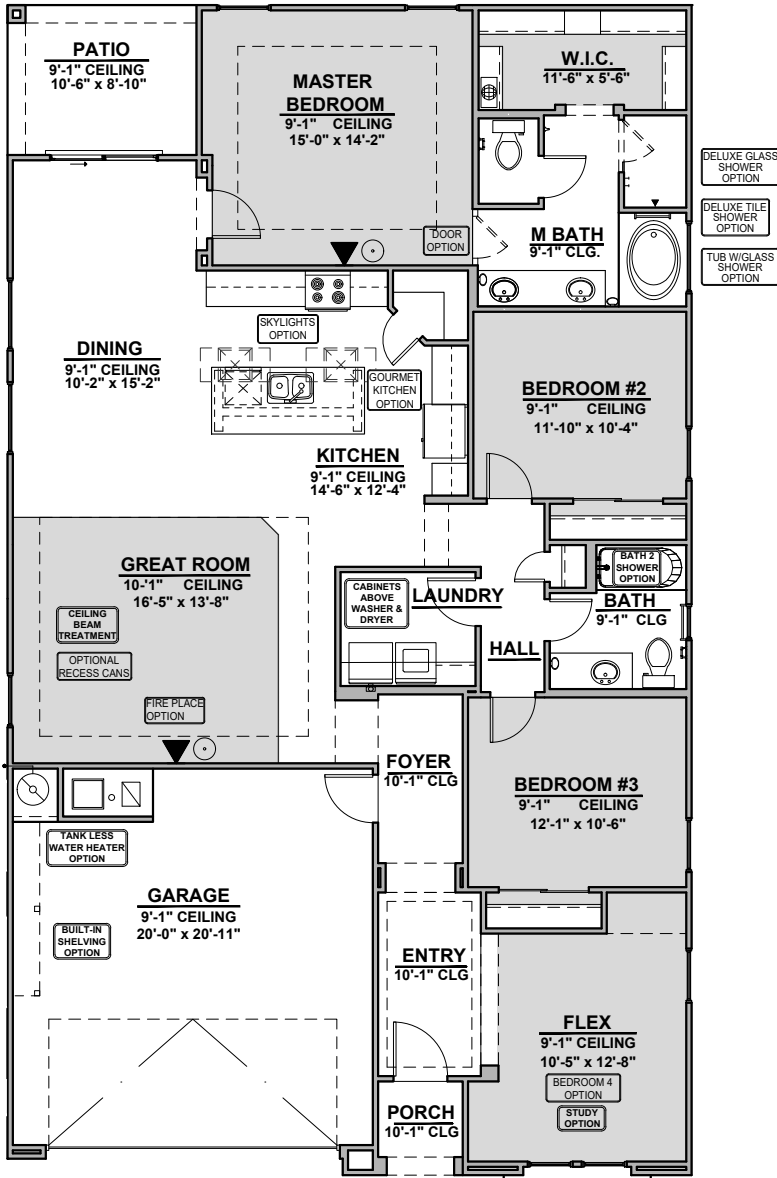 PATIO
9'-1" CEILING
10'-6" x 8'-10"
MASTER
BEDROOM
9'-1" CEILING
15'-0" x 14'-2"
W.I.C.
11'-6" x 5'-6"
DELUXE GLASS
SHOWER
OPTION
DELUXE TILE
SHOWER
OPTION
TUB W/GLASS
SHOWER
OPTION
DOOR
OPTION
M BATH
9'-1" CLG.
SKYLIGHTS
OPTION
DINING
9'-1" CEILING
10'-2" x 15'-2"
GOURMET
KITCHEN
OPTION
BEDROOM #2
9'-1" CEILING
11'-10" x 10'-4"
KITCHEN
9'-1" CEILING
14'-6" x 12'-4"
GREAT ROOM
10-'1" CEILING
16'-5" x 13'-8"
CEILING
BEAM
TREATMENT
OPTIONAL
RECESS CANS
FIRE PLACE
OPTION
CABINETS
ABOVE
WASHER &
DRYER
LAUNDRY
BATH 2
SHOWER
OPTION
BATH
9'-1" CLG
HALL
FOYER
10'-1" CLG
BEDROOM #3
9'-1" CEILING
12'-1" x 10'-6"
TANK LESS
WATER HEATER
OPTION
GARAGE
9'-1" CEILING
20'-0" x 20'-11"
BUILT-IN
SHELVING
OPTION
ENTRY
10'-1" CLG
FLEX
9'-1" CEILING
10'-5" x 12'-8"
BEDROOM 4
OPTION
STUDY
OPTION
PORCH
10'-1" CLG